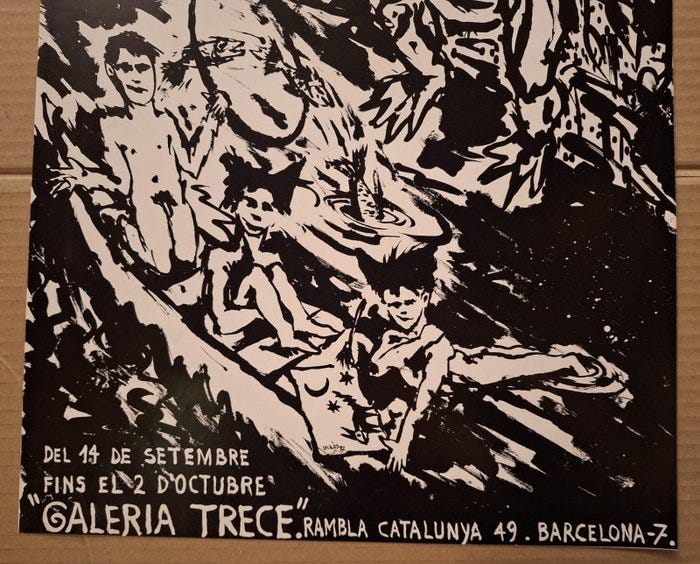 DEL 14 DE SETEMBRE
FINS EL 2 D'OCTUBRE
"GALERIA TRECE". RAMBLA CATALUNYA 49. BARCELONA-7.